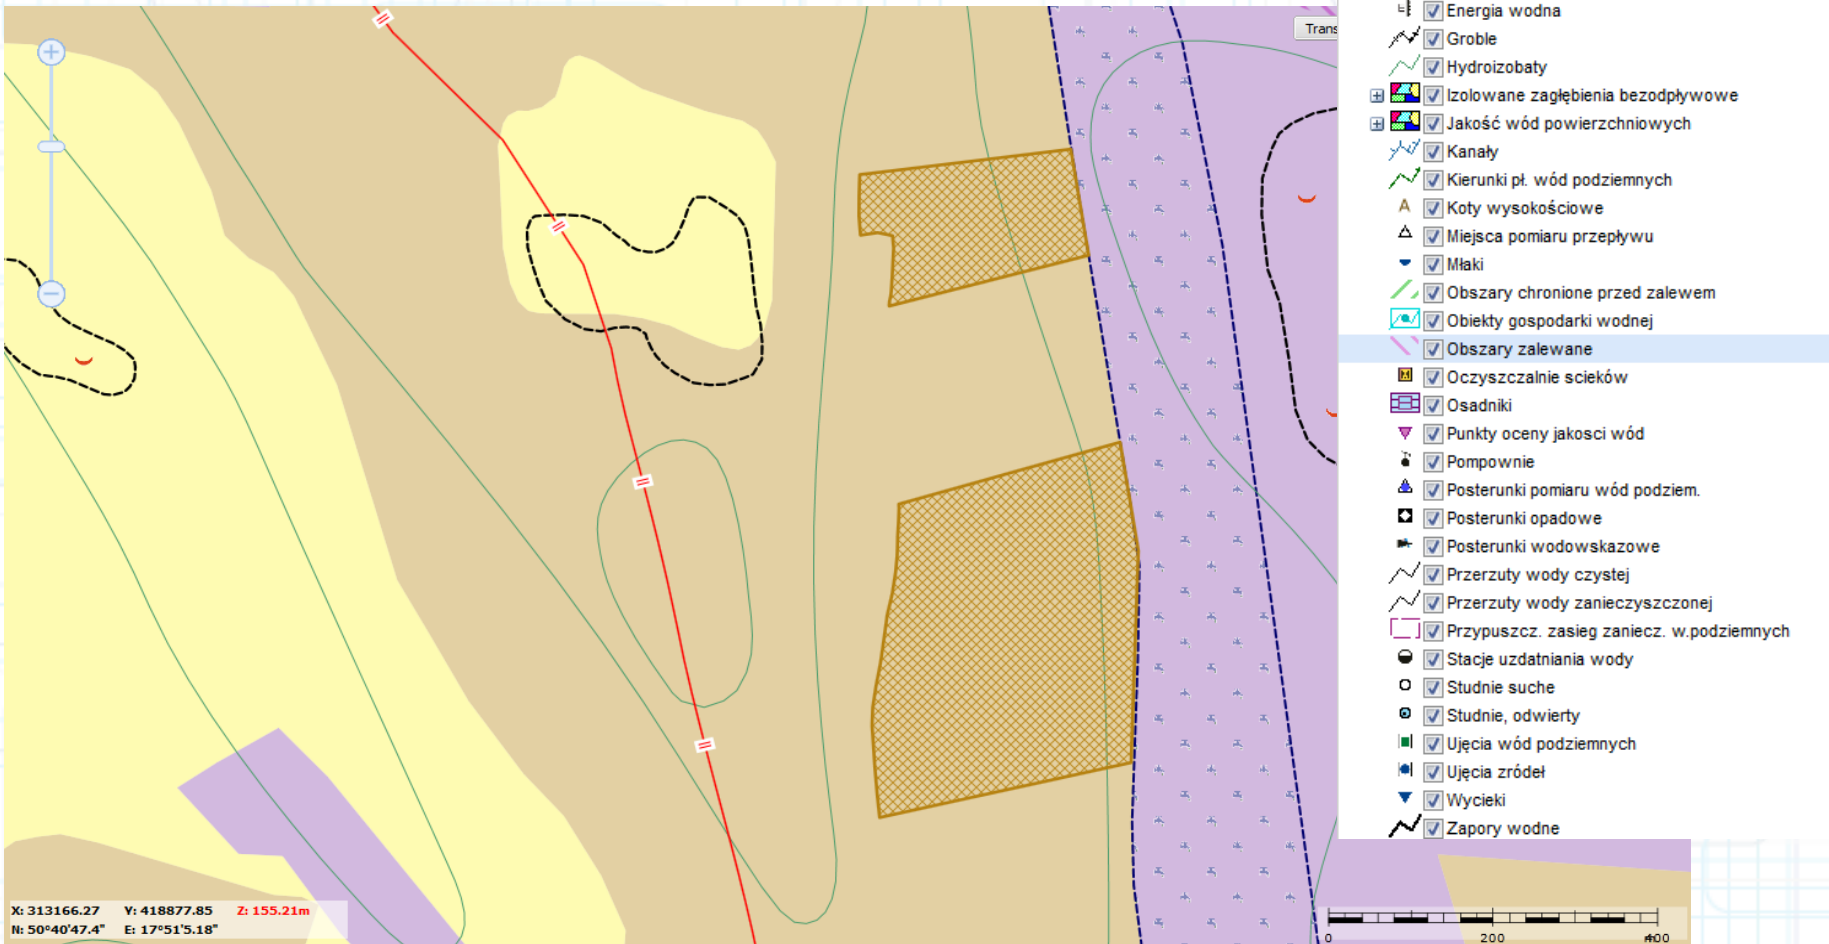 Trans
Energia wodna
Groble
Hydroizobaty
Izolowane zagłębienia bezodpływowe
Jakość wód powierzchniowych
Kanały
Kierunki pł. wód podziemnych
A Koty wysokościowe
Miejsca pomiaru przepływu
Młaki
Obszary chronione przed zalewem
Obiekty gospodarki wodnej
Obszary zalewane
Oczyszczalnie scieków
Osadniki
Punkty oceny jakosci wód
Pompownie
Posterunki pomiaru wód podziem.
Posterunki opadowe
Posterunki wodowskazowe
Przerzuty wody czystej
Przerzuty wody zanieczyszczonej
Przypuszcz. zasieg zaniecz. w.podziemnych
Stacje uzdatniania wody
Studnie suche
Studnie, odwierty
Ujęcia wód podziemnych
Ujęcia zródeł
Wycieki
Zapory wodne
X: 313166.27 Y: 418877.85 Z: 155.21m
N: 50°40'47.4" E: 17°51'5.18"
0 200 400